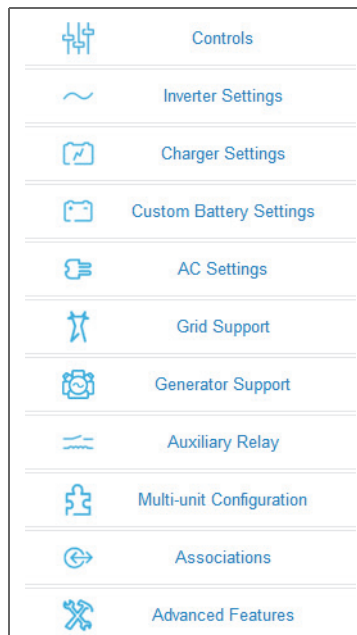 Controls
Inverter Settings
Charger Settings
Custom Battery Settings
AC Settings
Grid Support
Generator Support
Auxiliary Relay
Multi-unit Configuration
Associations
Advanced Features